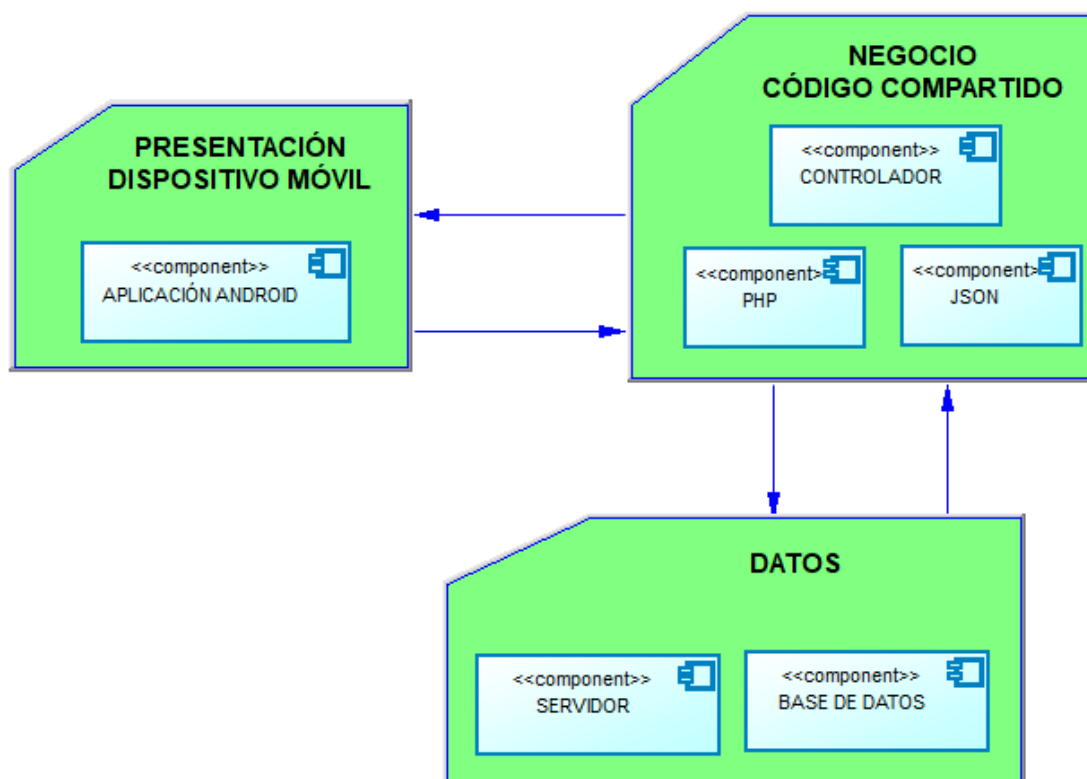 NEGOCIO
CÓDIGO COMPARTIDO
<<component>>
CONTROLADOR
<<component>
PHP
<<component>
JSON
PRESENTACIÓN
DISPOSITIVO MÓVIL
<<component>>
APLICACIÓN ANDROID
DATOS
<<component>>
SERVIDOR
<<component>>
BASE DE DATOS